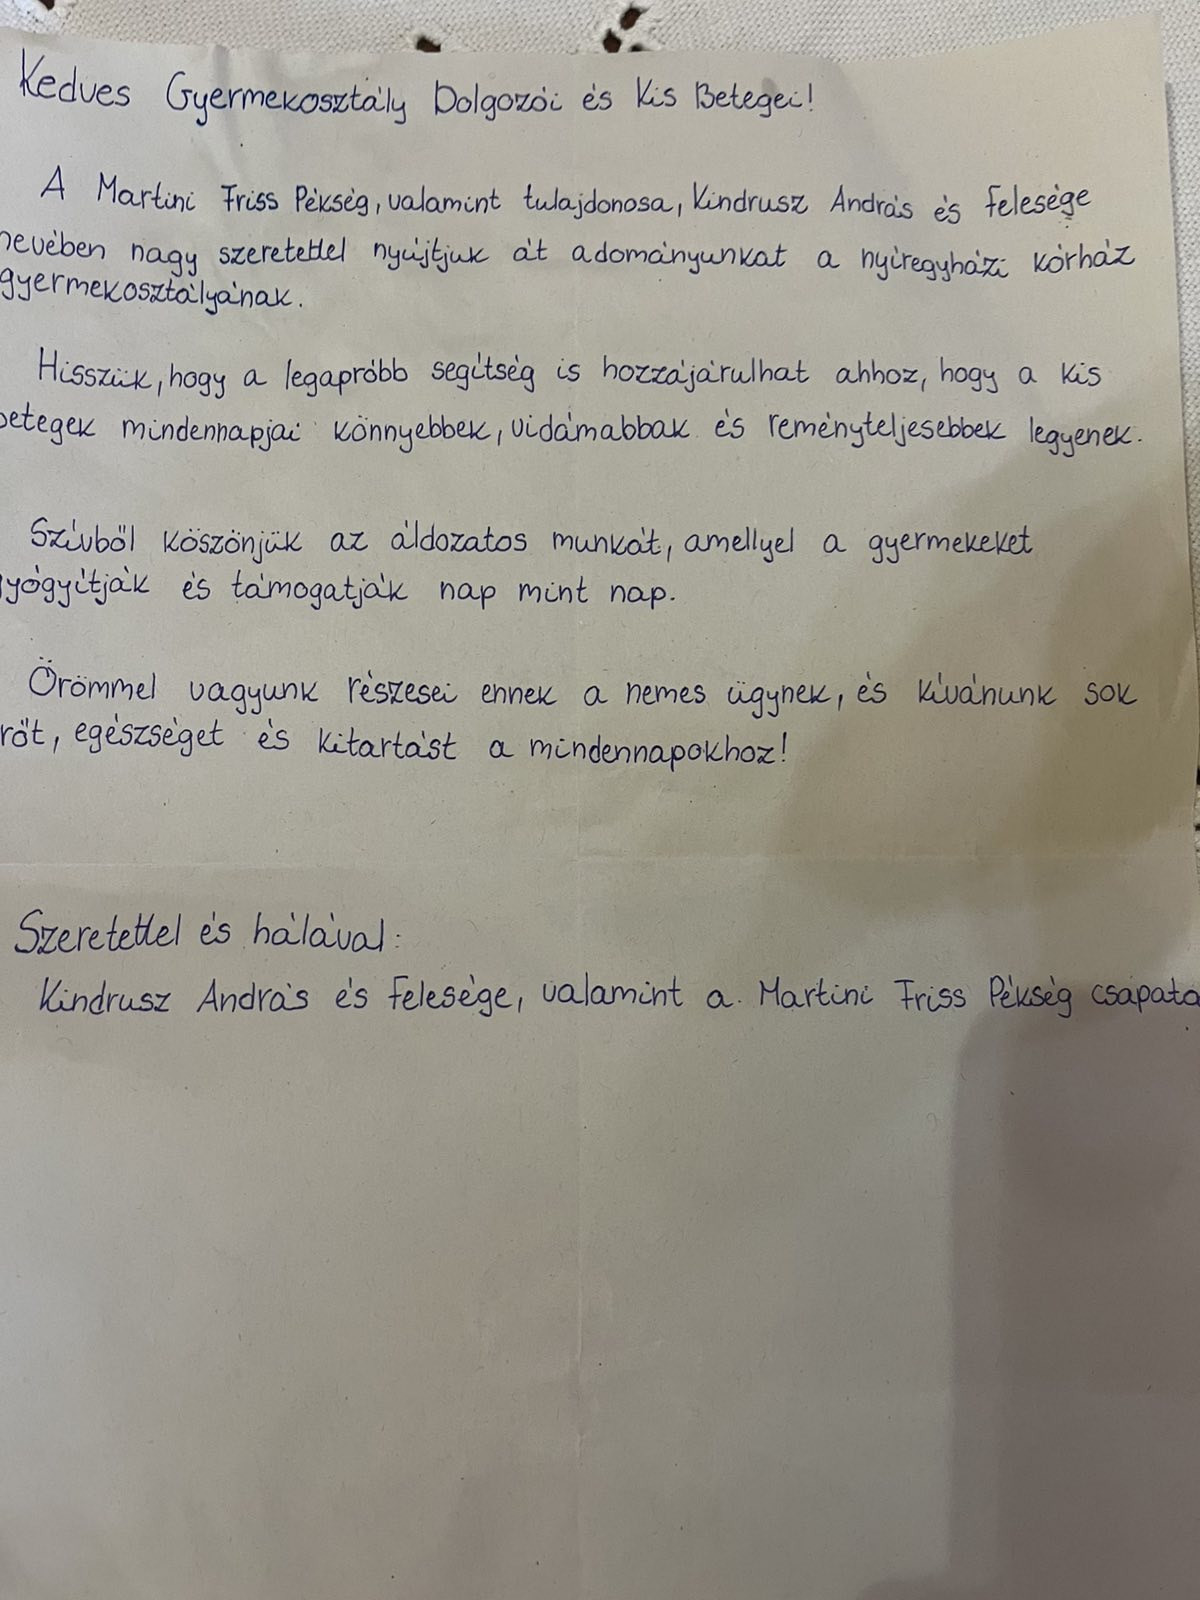 Kedves Gyermekosztály Dolgozói és Kis Betegei!
A Martini Friss Pékség, valamint tulajdonosa, Kindrusz András és Felesége
nevében nagy szeretettel nyújtjuk át adományunkat a nyíregyházi kórház
gyermekosztályának.
Hisszük, hogy a legapróbb segítség is hozzájárulhat ahhoz, hogy a kis
betegek mindennapjai könnyebbek, vidámabbak és reményteljesebbek legyenek.
Szívből köszönjük az áldozatos munkát, amellyel a gyermekeket
gyógyítják és támogatják nap mint nap.
Örömmel vagyunk részesei ennek a nemes ügynek, és kívánunk sok
rőt, egészséget és kitartást a mindennapokhoz!
Szeretettel és hálával:
Kindrusz András és Felesége, valamint a Martini Friss Pékség csapata